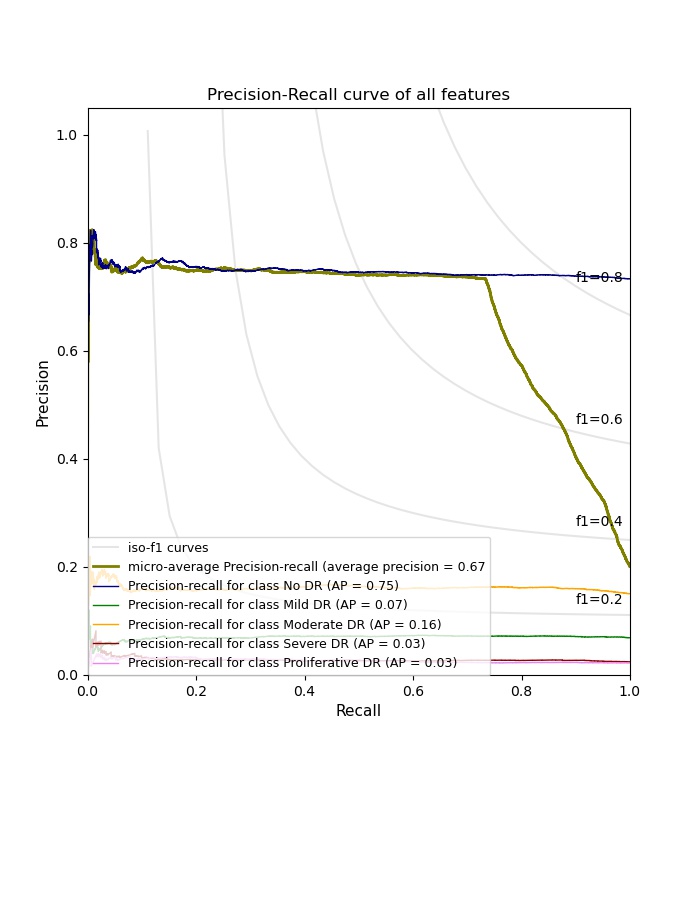 Precision-Recall curve of all features
1.0
0.8
0.6
0.4
0.2
0.0
Precision
f1=0.8
f1=0.6
f1=0.4
f1=0.2
iso-f1 curves
micro-average Precision-recall (average precision = 0.67
Precision-recall for class No DR (AP = 0.75)
Precision-recall for class Mild DR (AP = 0.07)
Precision-recall for class Moderate DR (AP = 0.16)
Precision-recall for class Severe DR (AP = 0.03)
Precision-recall for class Proliferative DR (AP = 0.03)
0.0 0.2 0.4 0.6 0.8 1.0
Recall